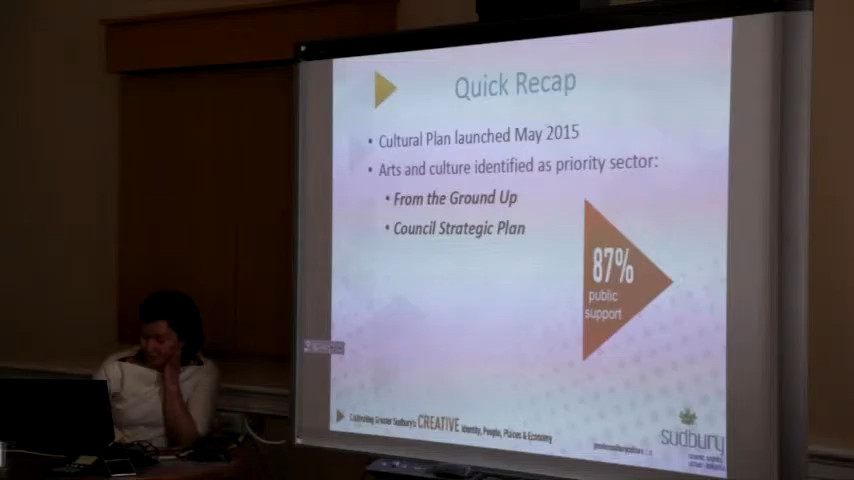 Quick Recap
• Cultural Plan launched May 2015
• Arts and culture identified as priority sector:
• From the Ground Up
• Council Strategic Plan
87%
public
support
Celebrating Greater Sudbury's CREATIVE Identity, People, Places & Economy
sudbury